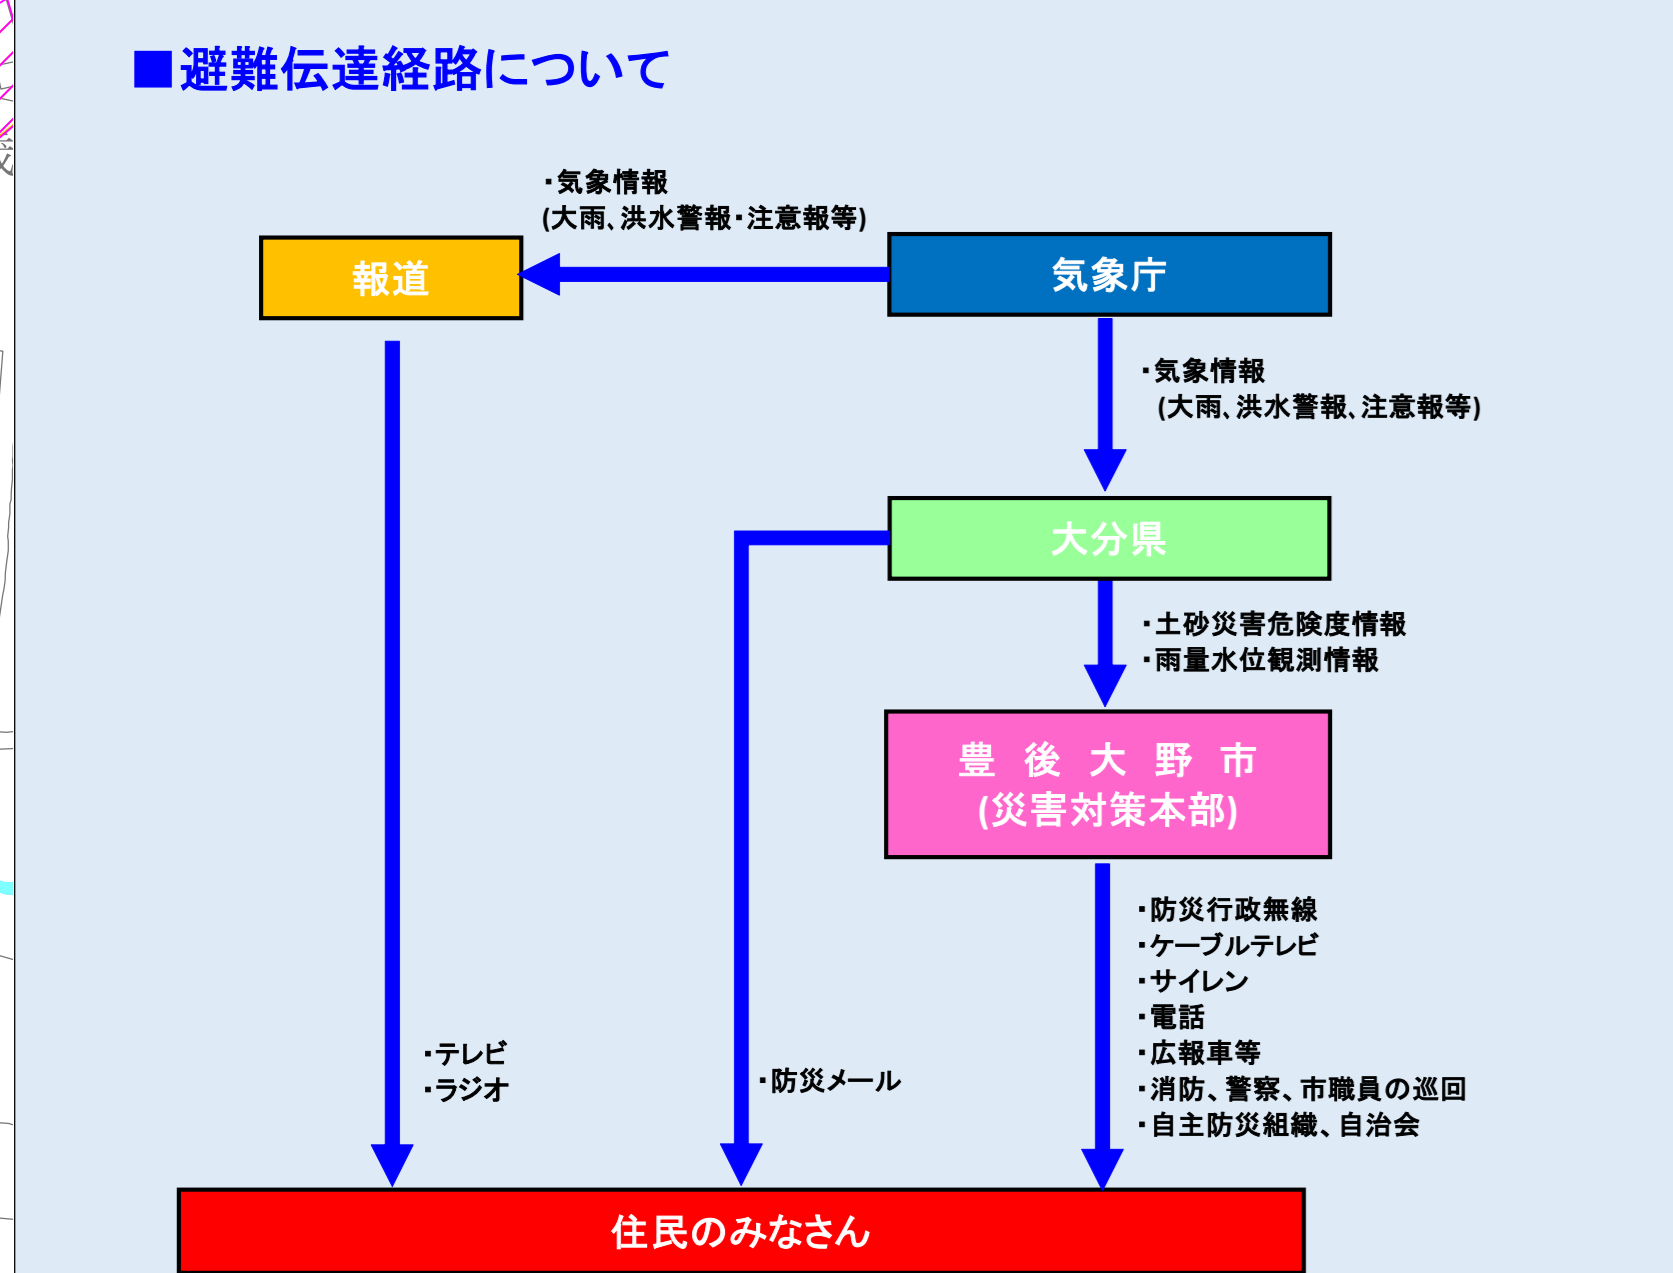 ■避難伝達経路について
・気象情報
(大雨、洪水警報・注意報等)
報道
気象庁
・気象情報
(大雨、洪水警報、注意報等)
大分県
・土砂災害危険度情報
・雨量水位観測情報
豊 後 大 野 市
(災害対策本部)
・防災行政無線
・ケーブルテレビ
・サイレン
・電話
・広報車等
・消防、警察、市職員の巡回
・自主防災組織、自治会
・テレビ
・ラジオ
・防災メール
住民のみなさん